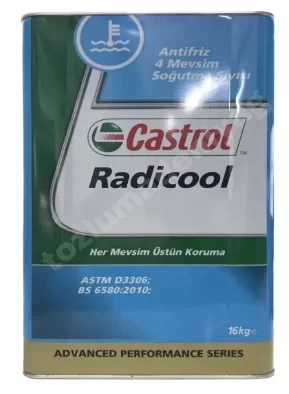 Antifriz
4 Mevsim
Soğutma Sıvısı
Castrol
TM
Radicool
Her Mevsim Üstün Koruma
ASTM D3306;
BS 6580:2010;
16kg e
ADVANCED PERFORMANCE SERIES